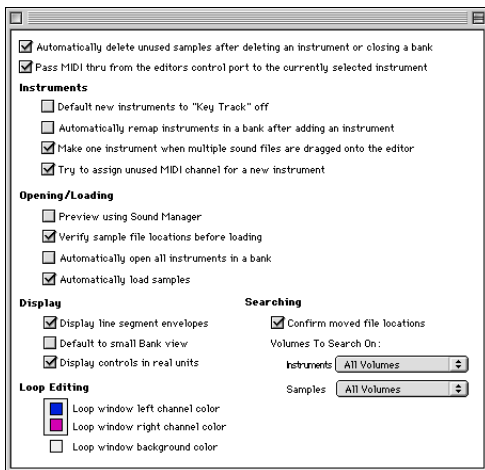 Automatically delete unused samples after deleting an instrument or closing a bank
Pass MIDI thru from the editors control port to the currently selected instrument
Instruments
Default new instruments to "Key Track" off
Automatically remap instruments in a bank after adding an instrument
Make one instrument when multiple sound files are dragged onto the editor
Try to assign unused MIDI channel for a new instrument
Opening/Loading
Preview using Sound Manager
Verify sample file locations before loading
Automatically open all instruments in a bank
Automatically load samples
Display
Display line segment envelopes
Default to small Bank view
Display controls in real units
Searching
Confirm moved file locations
Volumes To Search On:
Instruments All Volumes
Samples All Volumes
Loop Editing
Loop window left channel color
Loop window right channel color
Loop window background color